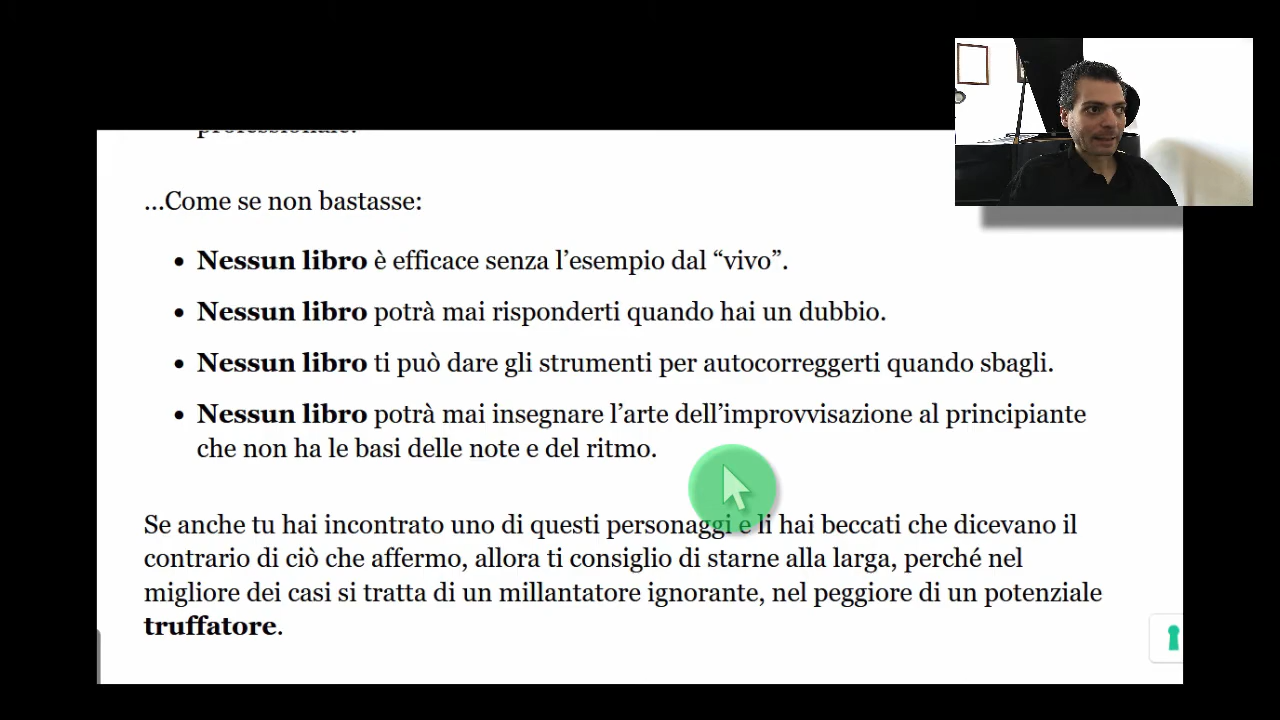 professionale.
...Come se non bastasse:
• Nessun libro è efficace senza l’esempio dal “vivo”.
• Nessun libro potrà mai risponderti quando hai un dubbio.
• Nessun libro ti può dare gli strumenti per autocorreggerti quando sbagli.
• Nessun libro potrà mai insegnare l’arte dell’improvvisazione al principiante
che non ha le basi delle note e del ritmo.
Se anche tu hai incontrato uno di questi personaggi e li hai beccati che dicevano il
contrario di ciò che affermo, allora ti consiglio di starne alla larga, perché nel
migliore dei casi si tratta di un millantatore ignorante, nel peggiore di un potenziale
truffatore.